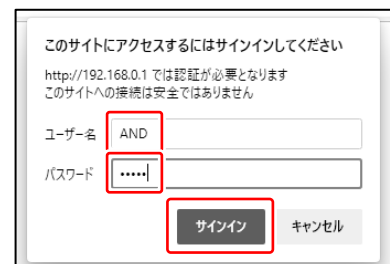 このサイトにアクセスするにはサインインしてください
http://192.168.0.1 では認証が必要となります
このサイトへの接続は安全ではありません
ユーザー名 AND
パスワード •••••
サインイン キャンセル